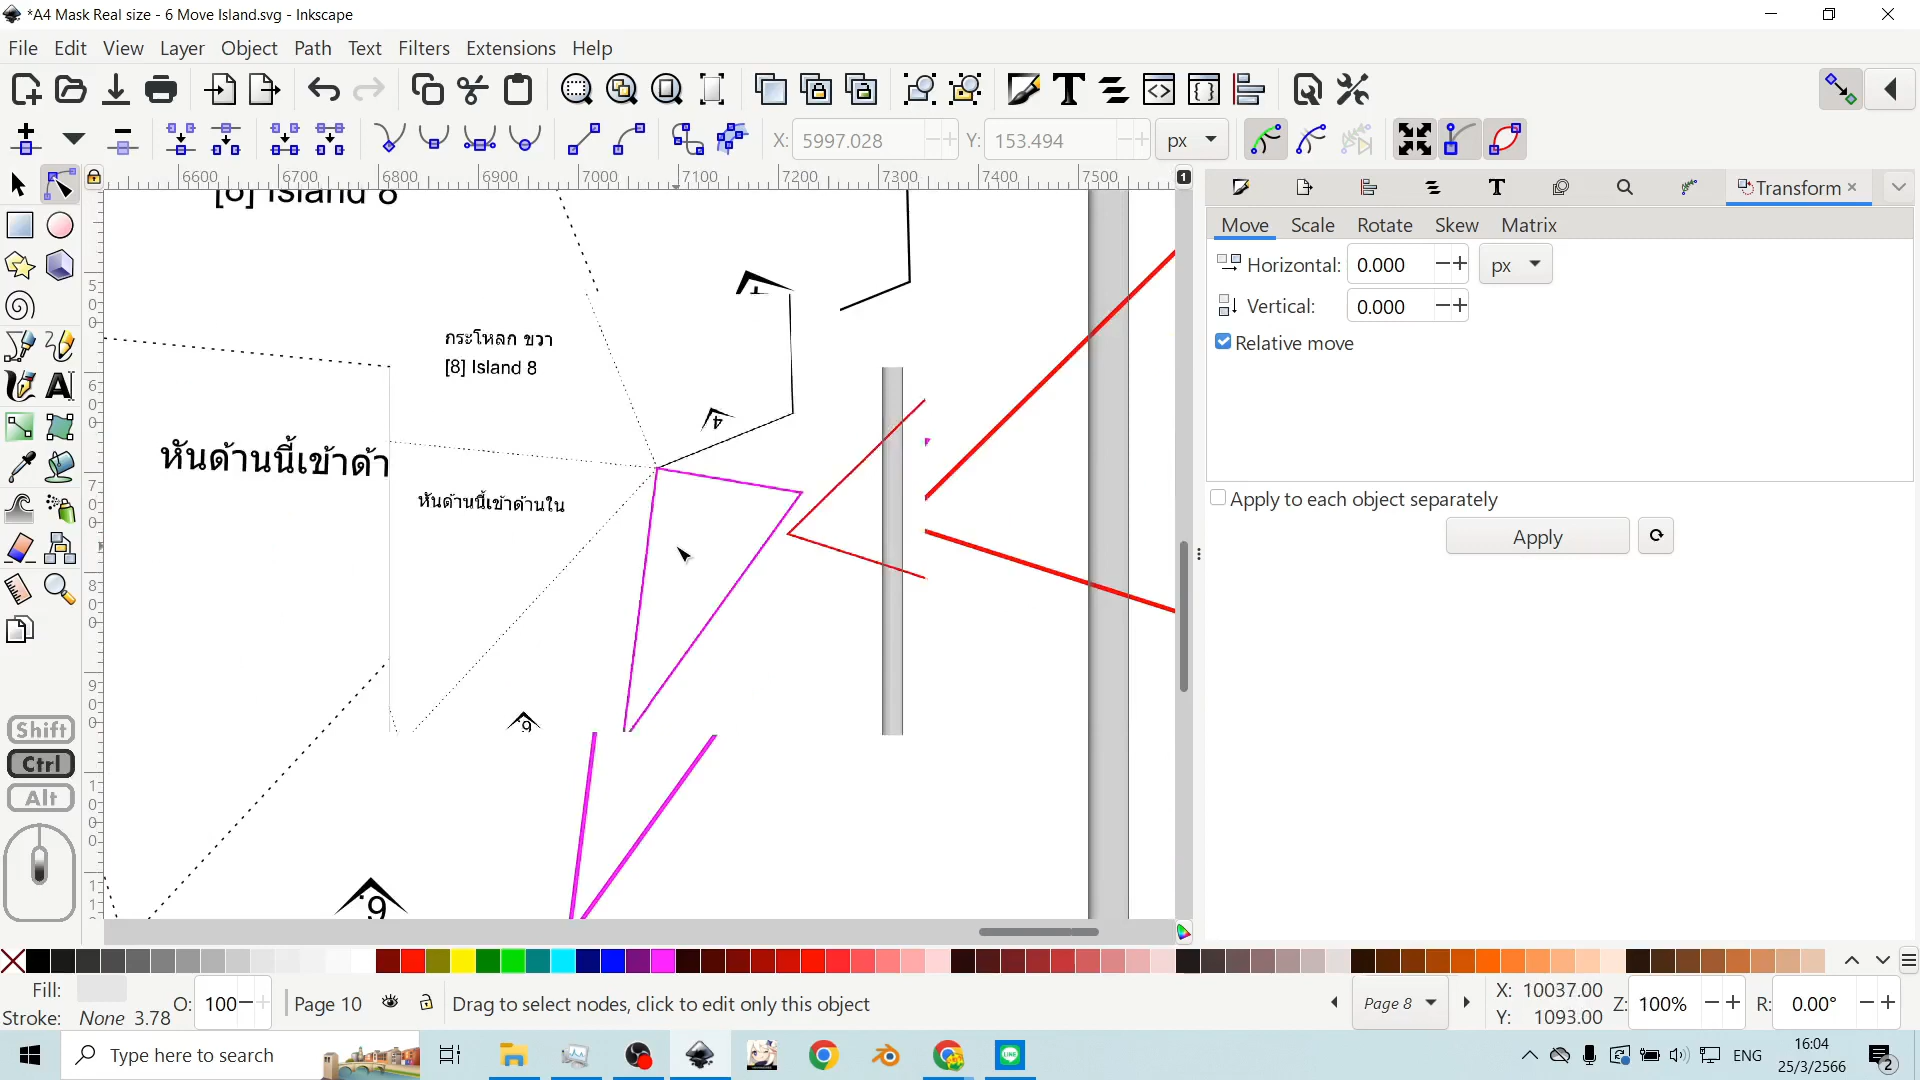 *A4 Mask Real size - 6 Move Island.svg - Inkscape
File Edit View Layer Object Path Text Filters Extensions Help
X: 5997.028 Y: 153.494 px
6600 6700 6800 6900 7000 7100 7200 7300 7400 7500
1
Transform
Move Scale Rotate Skew Matrix
Horizontal: 0.000 px
Vertical: 0.000
Relative move
Apply to each object separately
Apply
[8] Island 8
กระโหลก ขวา
[8] Island 8
หันด้านนี้เข้าด้า
หันด้านนี้เข้าด้านใน
Shift
Ctrl
Alt
Fill:
Stroke: None 3.78
O: 100
Page 10
Drag to select nodes, click to edit only this object
Page 8
X: 10037.00
Y: 1093.00
Z: 100%
R: 0.00°
Type here to search
LINE
ENG
16:04
25/3/2566
2